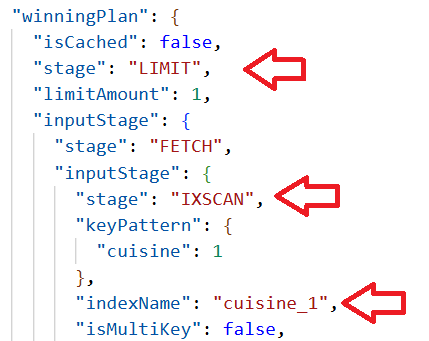 "winningPlan": {
"isCached": false,
"stage": "LIMIT",
"limitAmount": 1,
"inputStage": {
"stage": "FETCH",
"inputStage": {
"stage": "IXSCAN",
"keyPattern": {
"cuisine": 1
},
"indexName": "cuisine_1",
"isMultiKey": false,